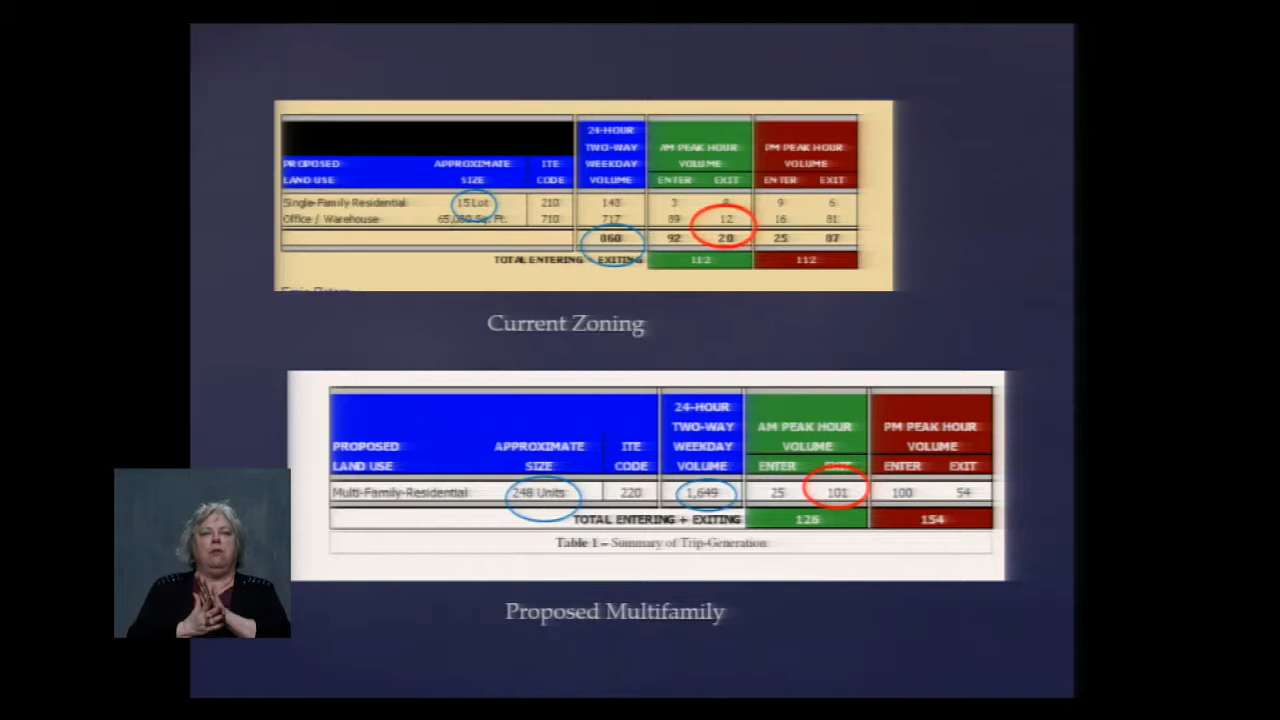 24-HOUR
TWO-WAY AM PEAK HOUR PM PEAK HOUR
PROPOSED APPROXIMATE ITE WEEKDAY VOLUME VOLUME
LAND USE SIZE CODE VOLUME ENTER EXIT ENTER EXIT
Single-Family Residential 15 Lot 210 143 3 9 6
Office / Warehouse Sq. Ft. 710 717 89 12 16 81
860 92 20 25 87
TOTAL ENTERING EXITING 112 112
Current Zoning
24-HOUR
TWO-WAY AM PEAK HOUR PM PEAK HOUR
PROPOSED APPROXIMATE ITE WEEKDAY VOLUME VOLUME
LAND USE SIZE CODE VOLUME ENTER EXIT ENTER EXIT
Multi-Family-Residential 248 Units 220 1,649 25 101 100 54
TOTAL ENTERING + EXITING 126 154
Table 1 – Summary of Trip-Generation
Proposed Multifamily